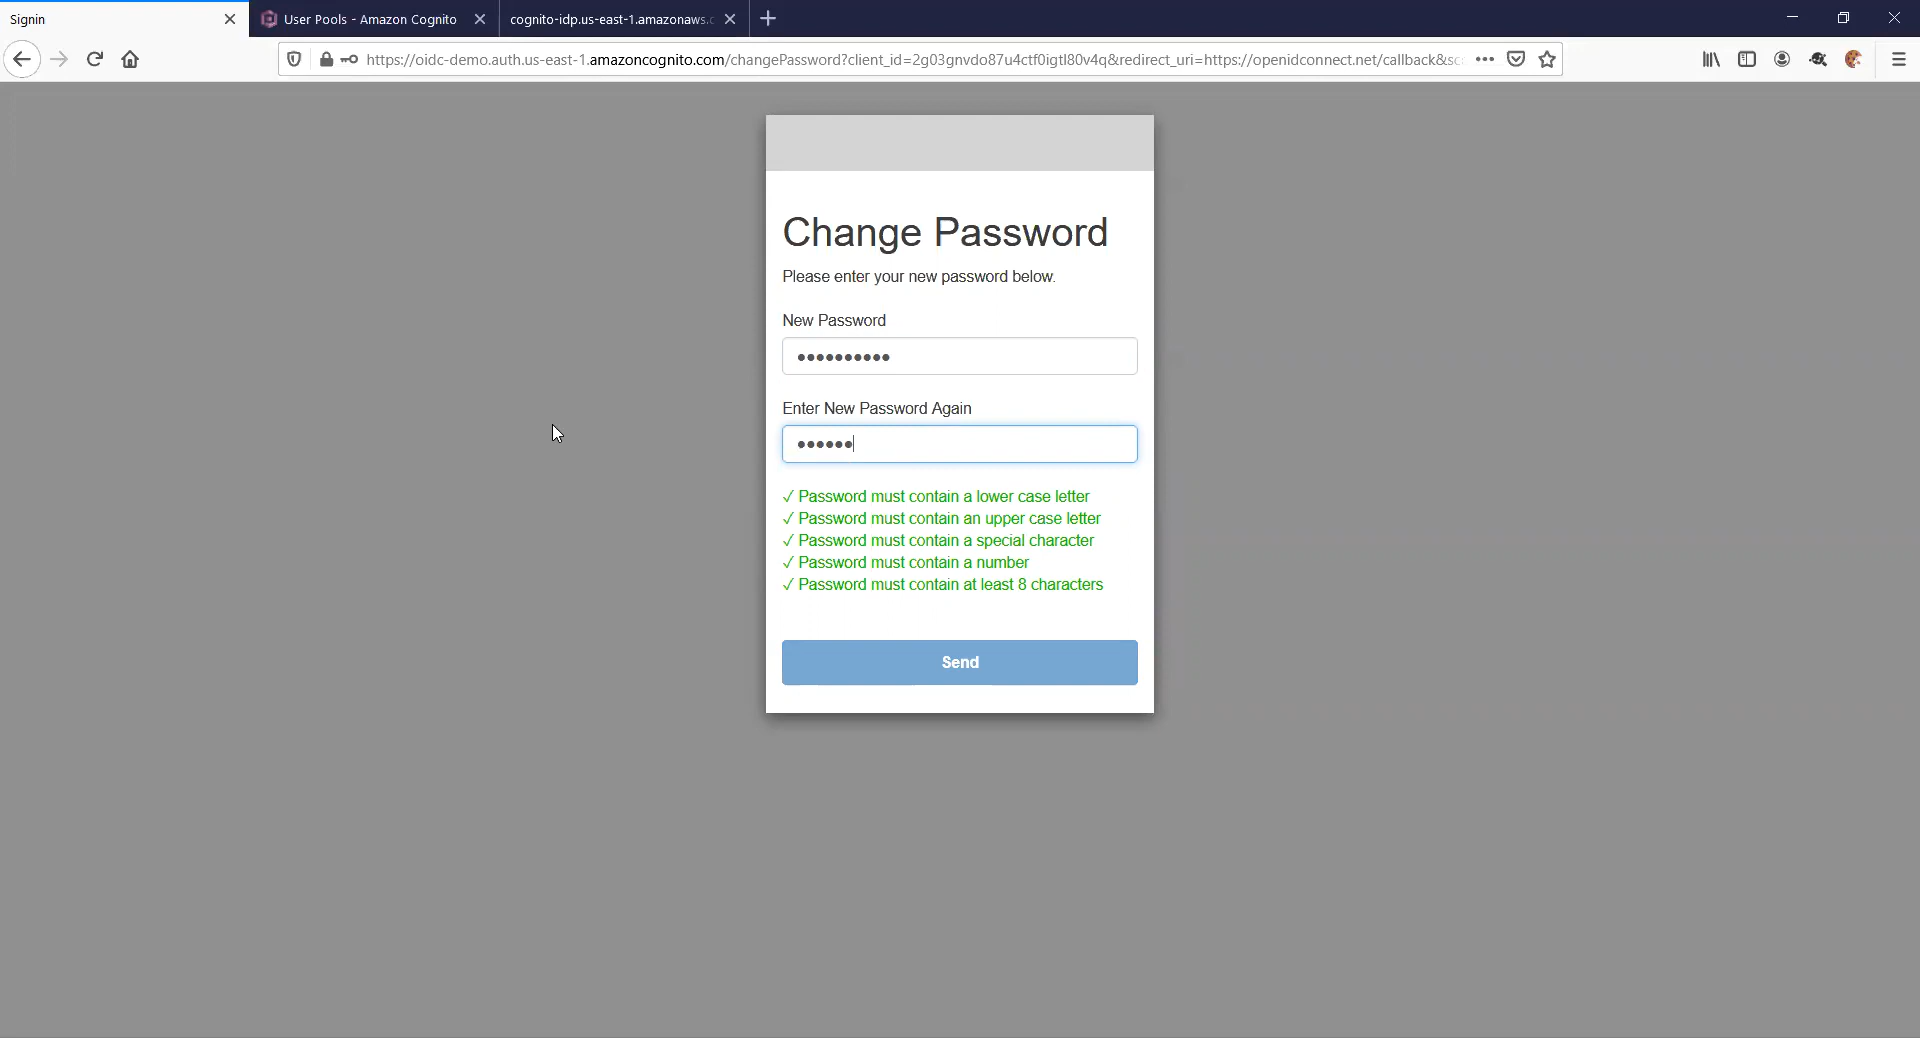 Signin
User Pools - Amazon Cognito
cognito-idp.us-east-1.amazonaws.c
https://oidc-demo.auth.us-east-1.amazoncognito.com/changePassword?client_id=2g03gnvdo87u4ctf0igtl80v4q&redirect_uri=https://openidconnect.net/callback&sc
Change Password
Please enter your new password below.
New Password
Enter New Password Again
✓ Password must contain a lower case letter
✓ Password must contain an upper case letter
✓ Password must contain a special character
✓ Password must contain a number
✓ Password must contain at least 8 characters
Send